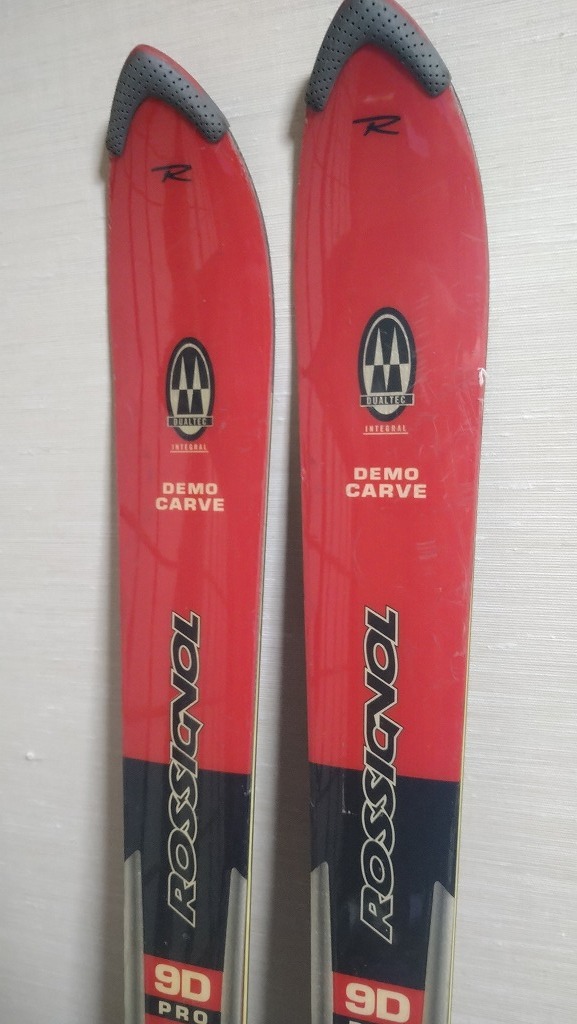 R
DUALTEC
INTEGRAL
DEMO
CARVE
ROSSIGNOL
9D
PRO
R
DUALTEC
INTEGRAL
DEMO
CARVE
ROSSIGNOL
9D